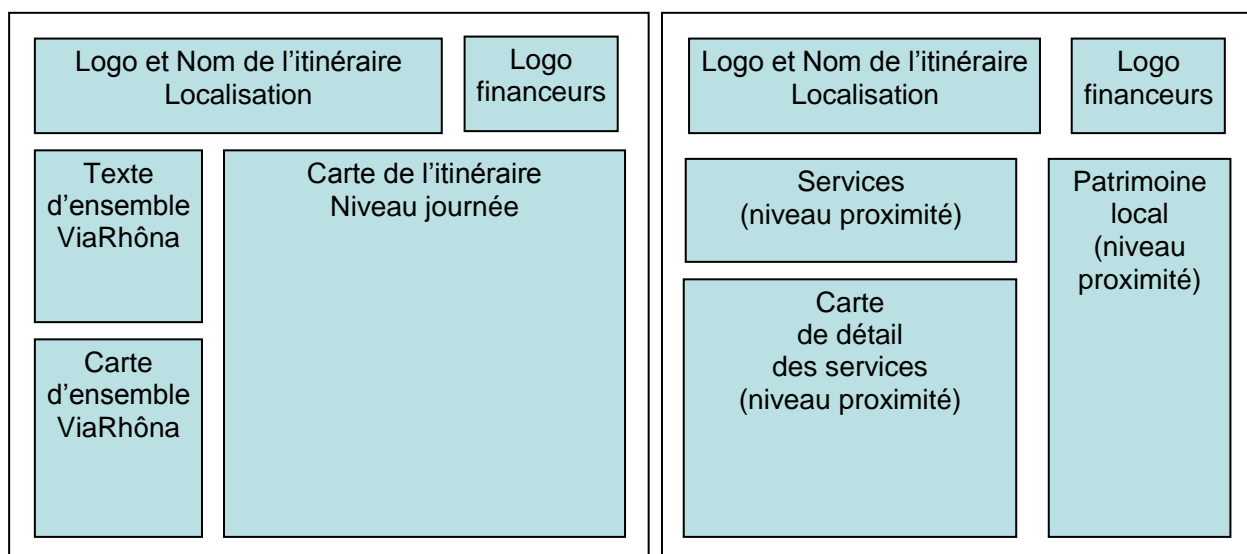 Logo et Nom de l’itinéraire
Localisation
Logo
financeurs
Texte
d’ensemble
ViaRhôna
Carte de l’itinéraire
Niveau journée
Carte
d’ensemble
ViaRhôna
Logo et Nom de l’itinéraire
Localisation
Logo
financeurs
Services
(niveau proximité)
Patrimoine
local
(niveau
proximité)
Carte
de détail
des services
(niveau proximité)